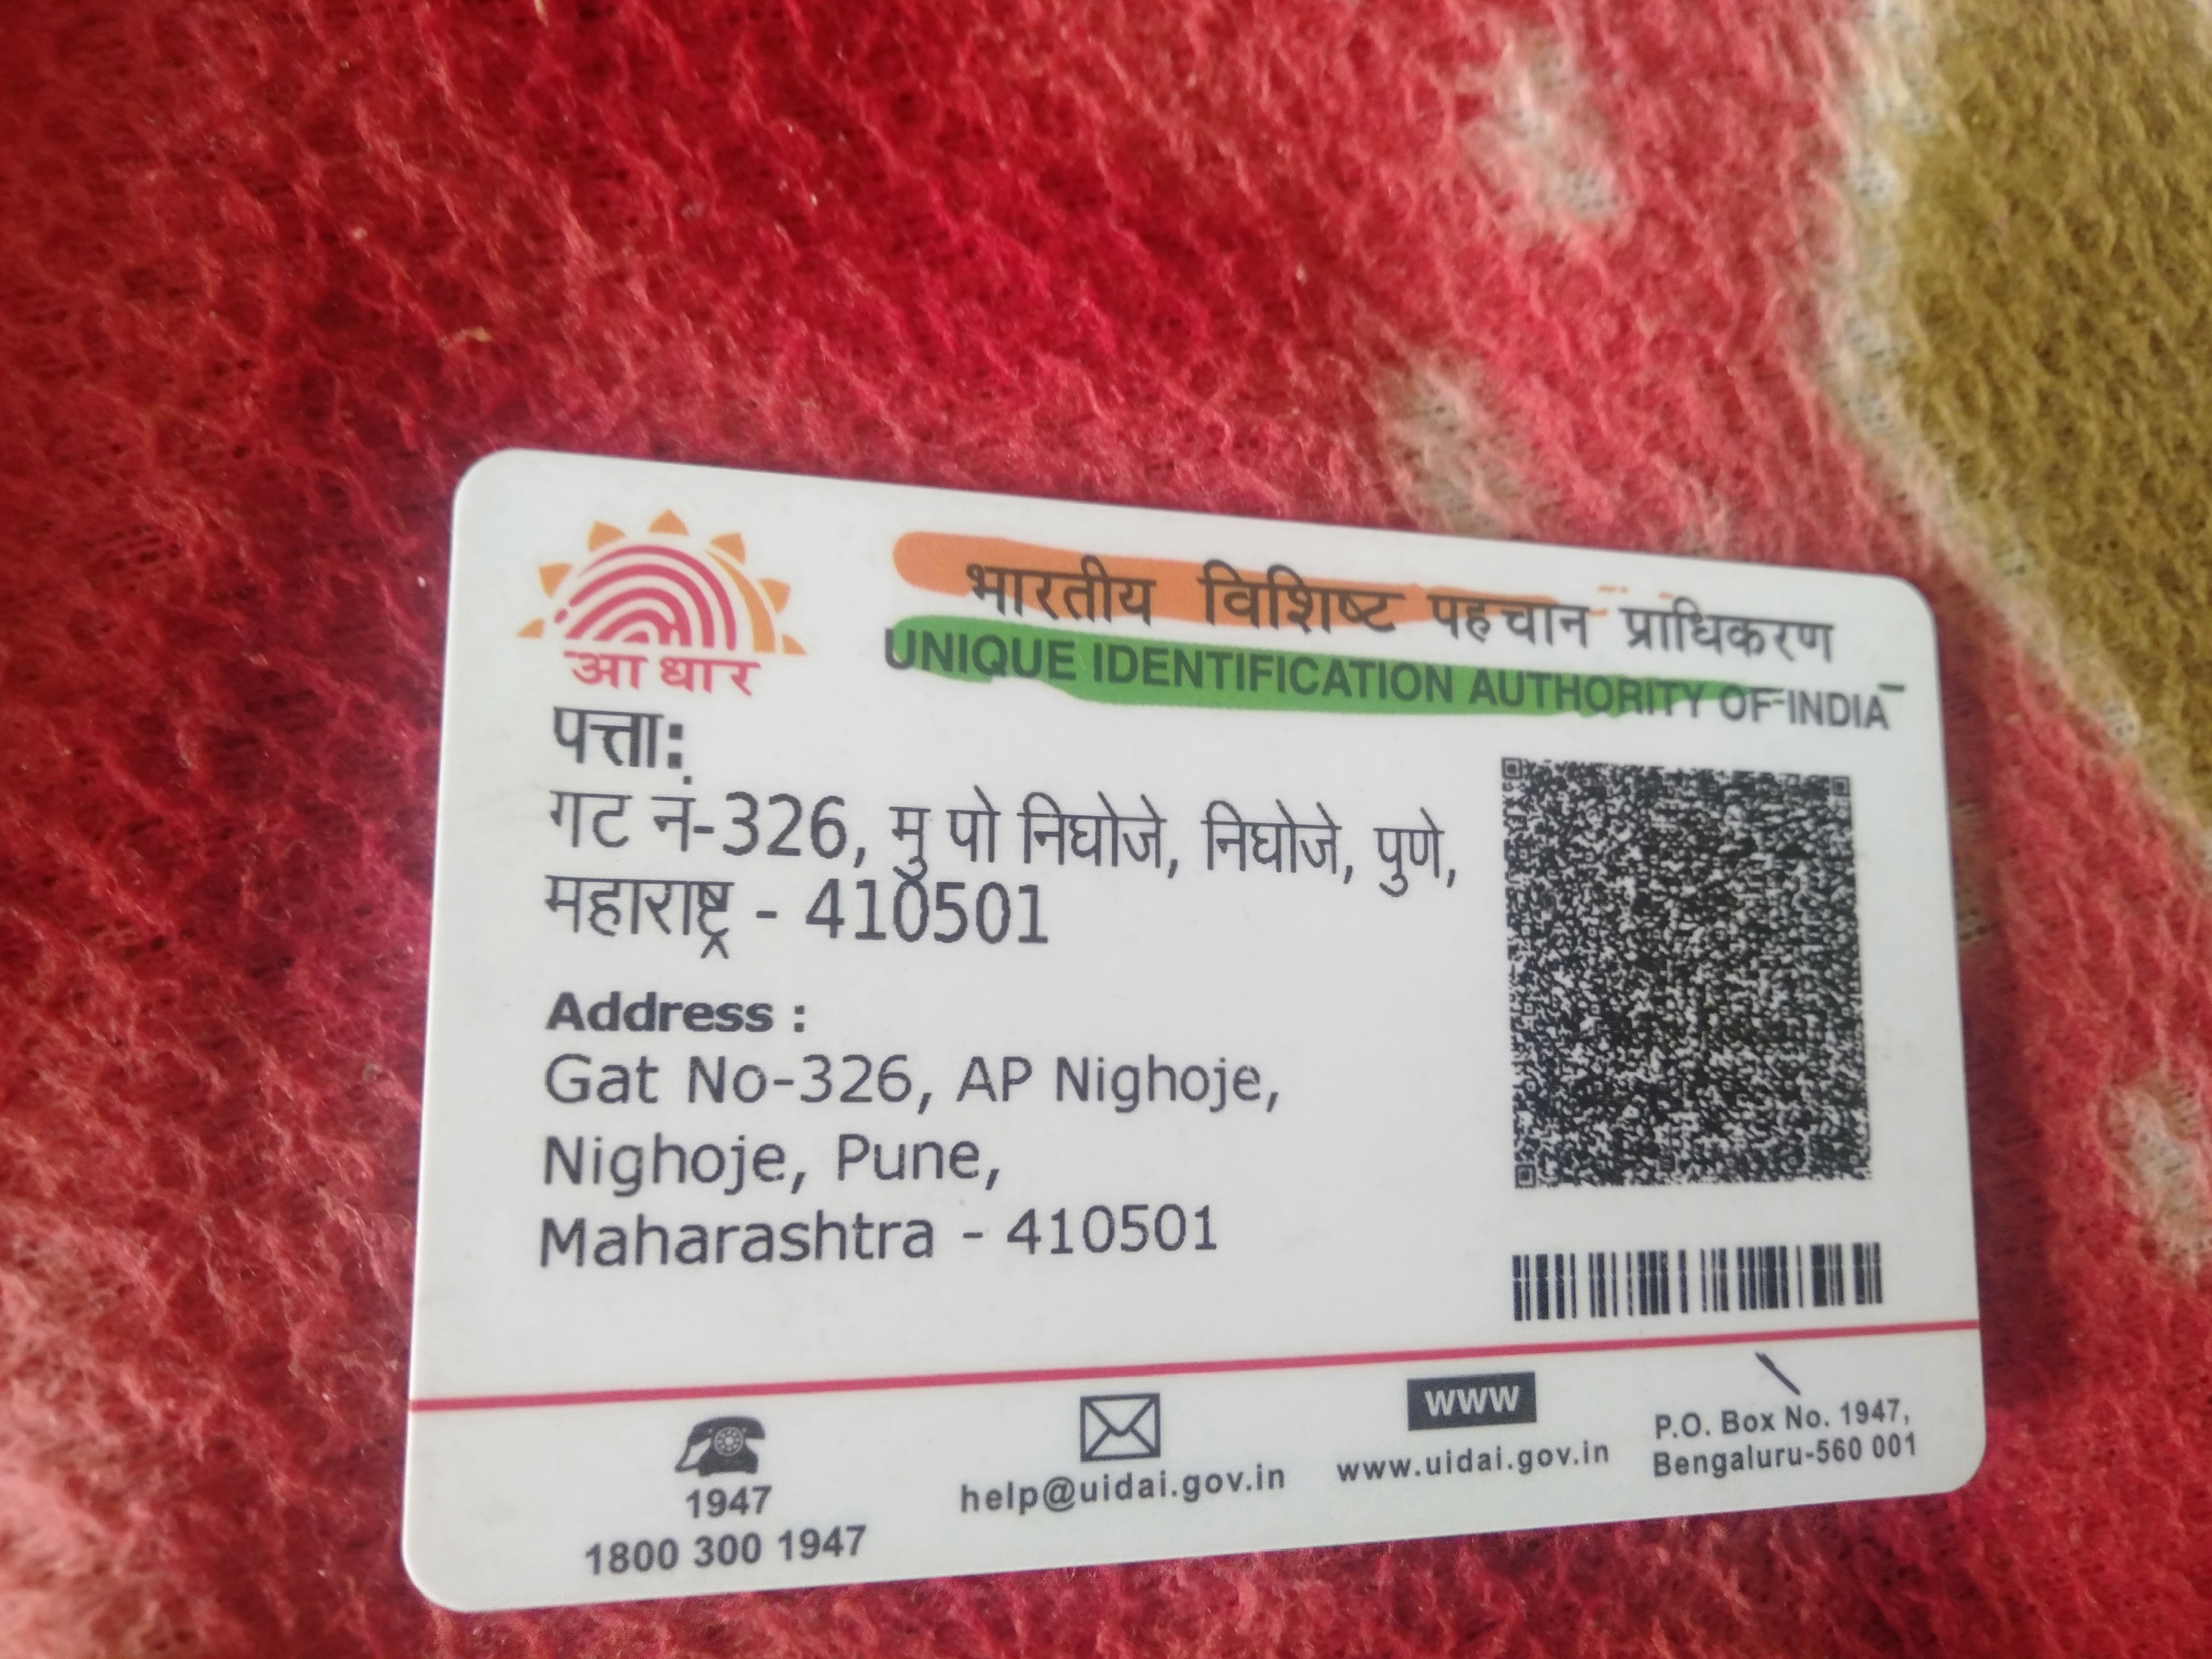 आधार
भारतीय विशिष्ट पहचान प्राधिकरण
UNIQUE IDENTIFICATION AUTHORITY OF INDIA
पत्ता:
गट नं-326, मु पो निघोजे, निघोजे, पुणे,
महाराष्ट्र - 410501
Address :
Gat No-326, AP Nighoje,
Nighoje, Pune,
Maharashtra - 410501
1947
1800 300 1947
help@uidai.gov.in
WWW
www.uidai.gov.in
P.O. Box No. 1947,
Bengaluru-560 001